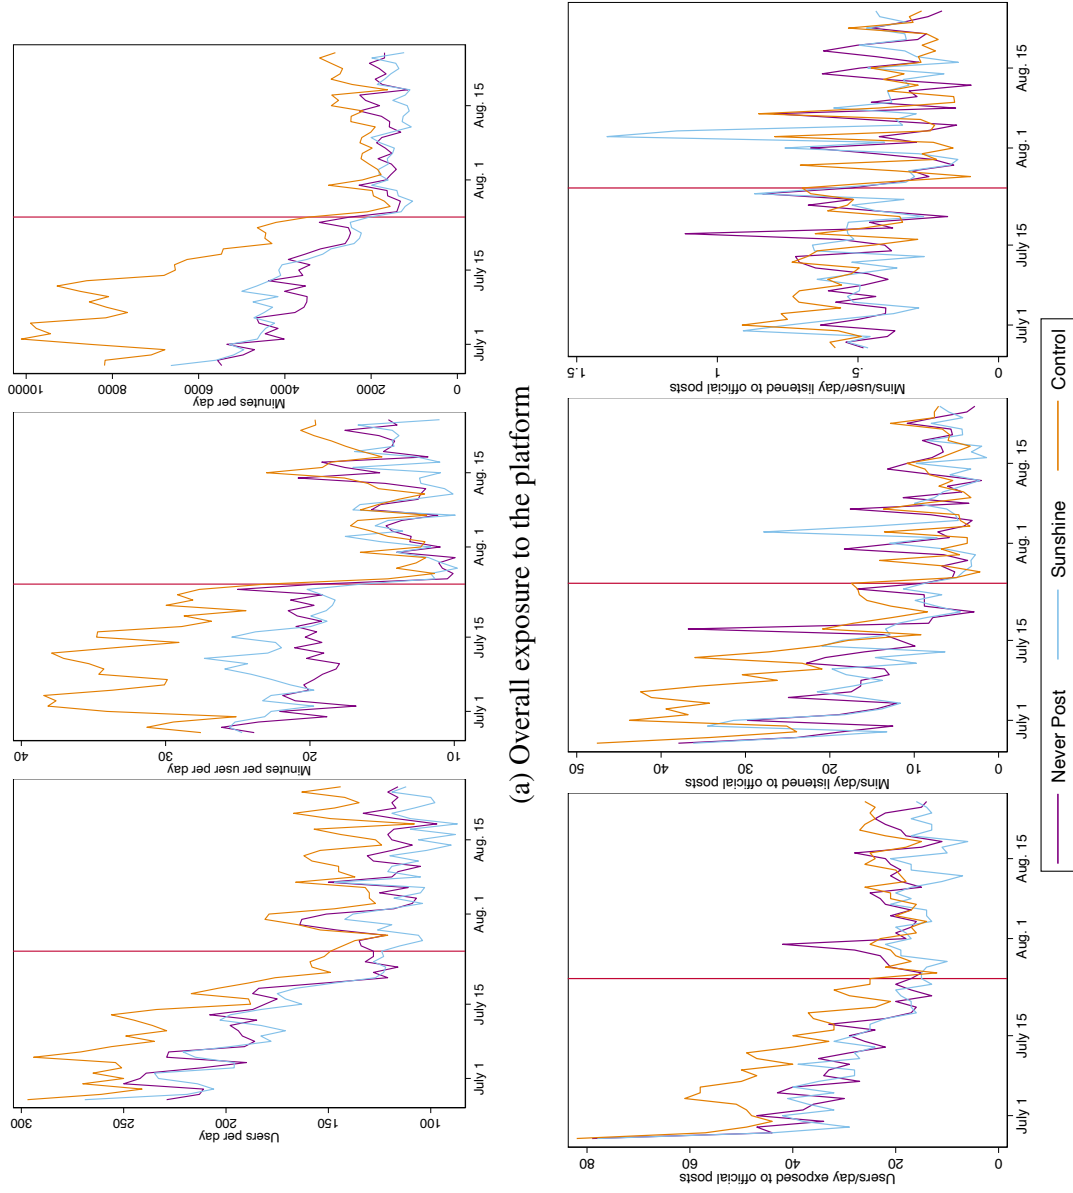 Users per day
100
150
200
250
300
July 1
July 15
Aug. 1
Aug. 15
Minutes per user per day
10
20
30
40
July 1
July 15
Aug. 1
Aug. 15
Minutes per day
0
2000
4000
6000
8000
10000
July 1
July 15
Aug. 1
Aug. 15
(a) Overall exposure to the platform
Users/day exposed to official posts
0
20
40
60
80
July 1
July 15
Aug. 1
Aug. 15
Mins/day listened to official posts
0
10
20
30
40
50
July 1
July 15
Aug. 1
Aug. 15
Mins/user/day listened to official posts
0
.5
1
1.5
July 1
July 15
Aug. 1
Aug. 15
Never Post Sunshine Control